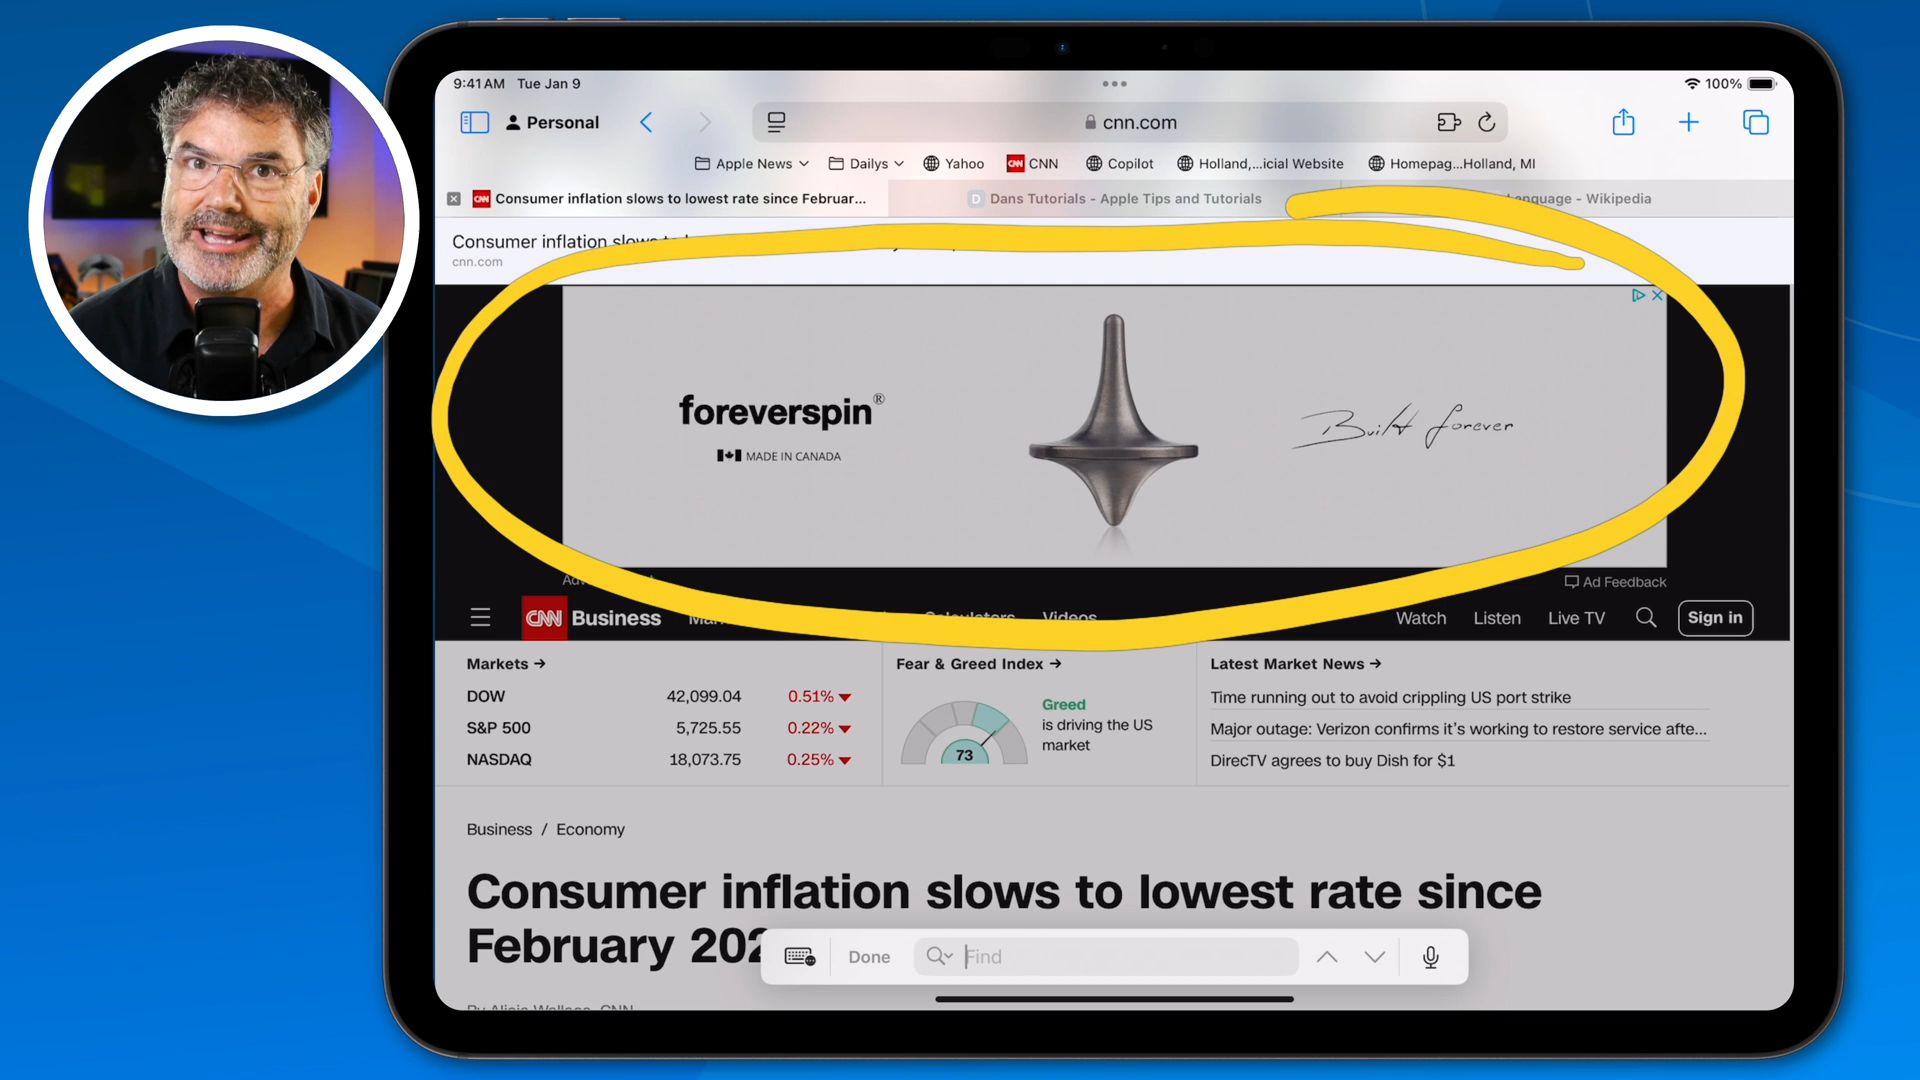 9:41 AM Tue Jan 9
100%
Personal
cnn.com
Apple News
Dailys
Yahoo
CNN
Copilot
Holland,...icial Website
Homepag...Holland, MI
CNN Consumer inflation slows to lowest rate since Februar...
D Dans Tutorials - Apple Tips and Tutorials
nguage - Wikipedia
Consumer inflation
cnn.com
foreverspin®
MADE IN CANADA
Built forever
Ad Feedback
CNN Business
Calculators
Videos
Watch
Listen
Live TV
Sign in
Markets →
DOW 42,099.04 0.51%
S&P 500 5,725.55 0.22%
NASDAQ 18,073.75 0.25%
Fear & Greed Index →
73
Greed
is driving the US
market
Latest Market News →
Time running out to avoid crippling US port strike
Major outage: Verizon confirms it's working to restore service afte...
DirecTV agrees to buy Dish for $1
Business / Economy
Consumer inflation slows to lowest rate since
February 202
Done
Find